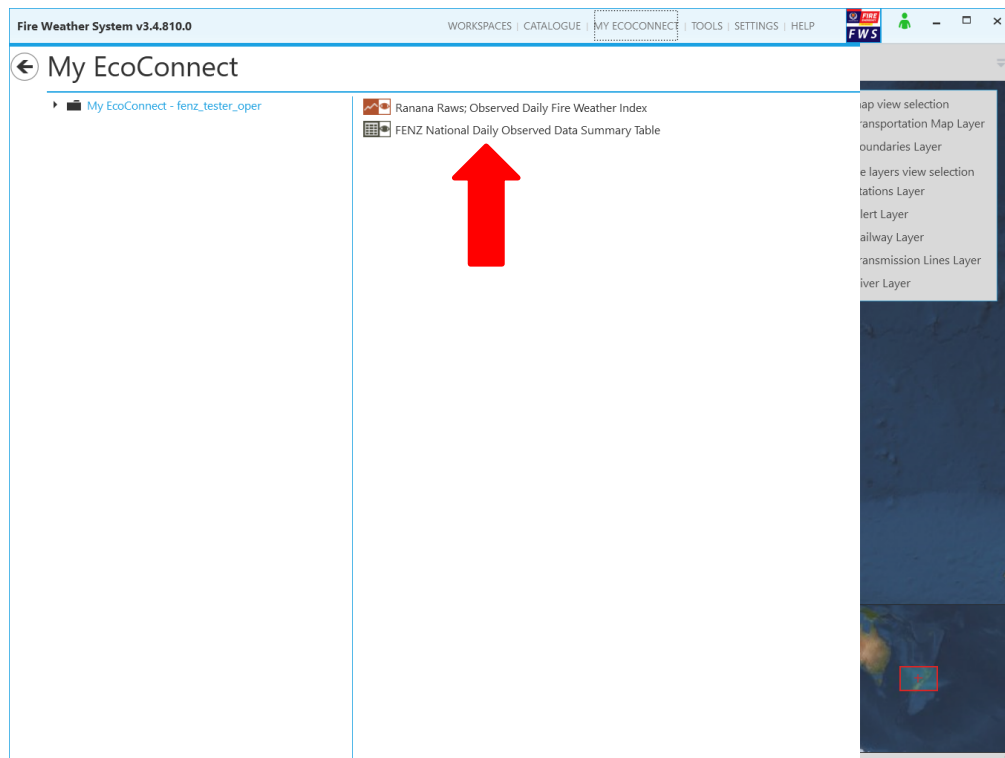 Fire Weather System v3.4.810.0
WORKSPACES | CATALOGUE | MY ECOCONNECT | TOOLS | SETTINGS | HELP
FIRE
FWS
My EcoConnect
My EcoConnect - fenz_tester_oper
Ranana Raws; Observed Daily Fire Weather Index
FENZ National Daily Observed Data Summary Table
ap view selection
ransportation Map Layer
oundaries Layer
e layers view selection
tations Layer
lert Layer
ailway Layer
ransmission Lines Layer
iver Layer